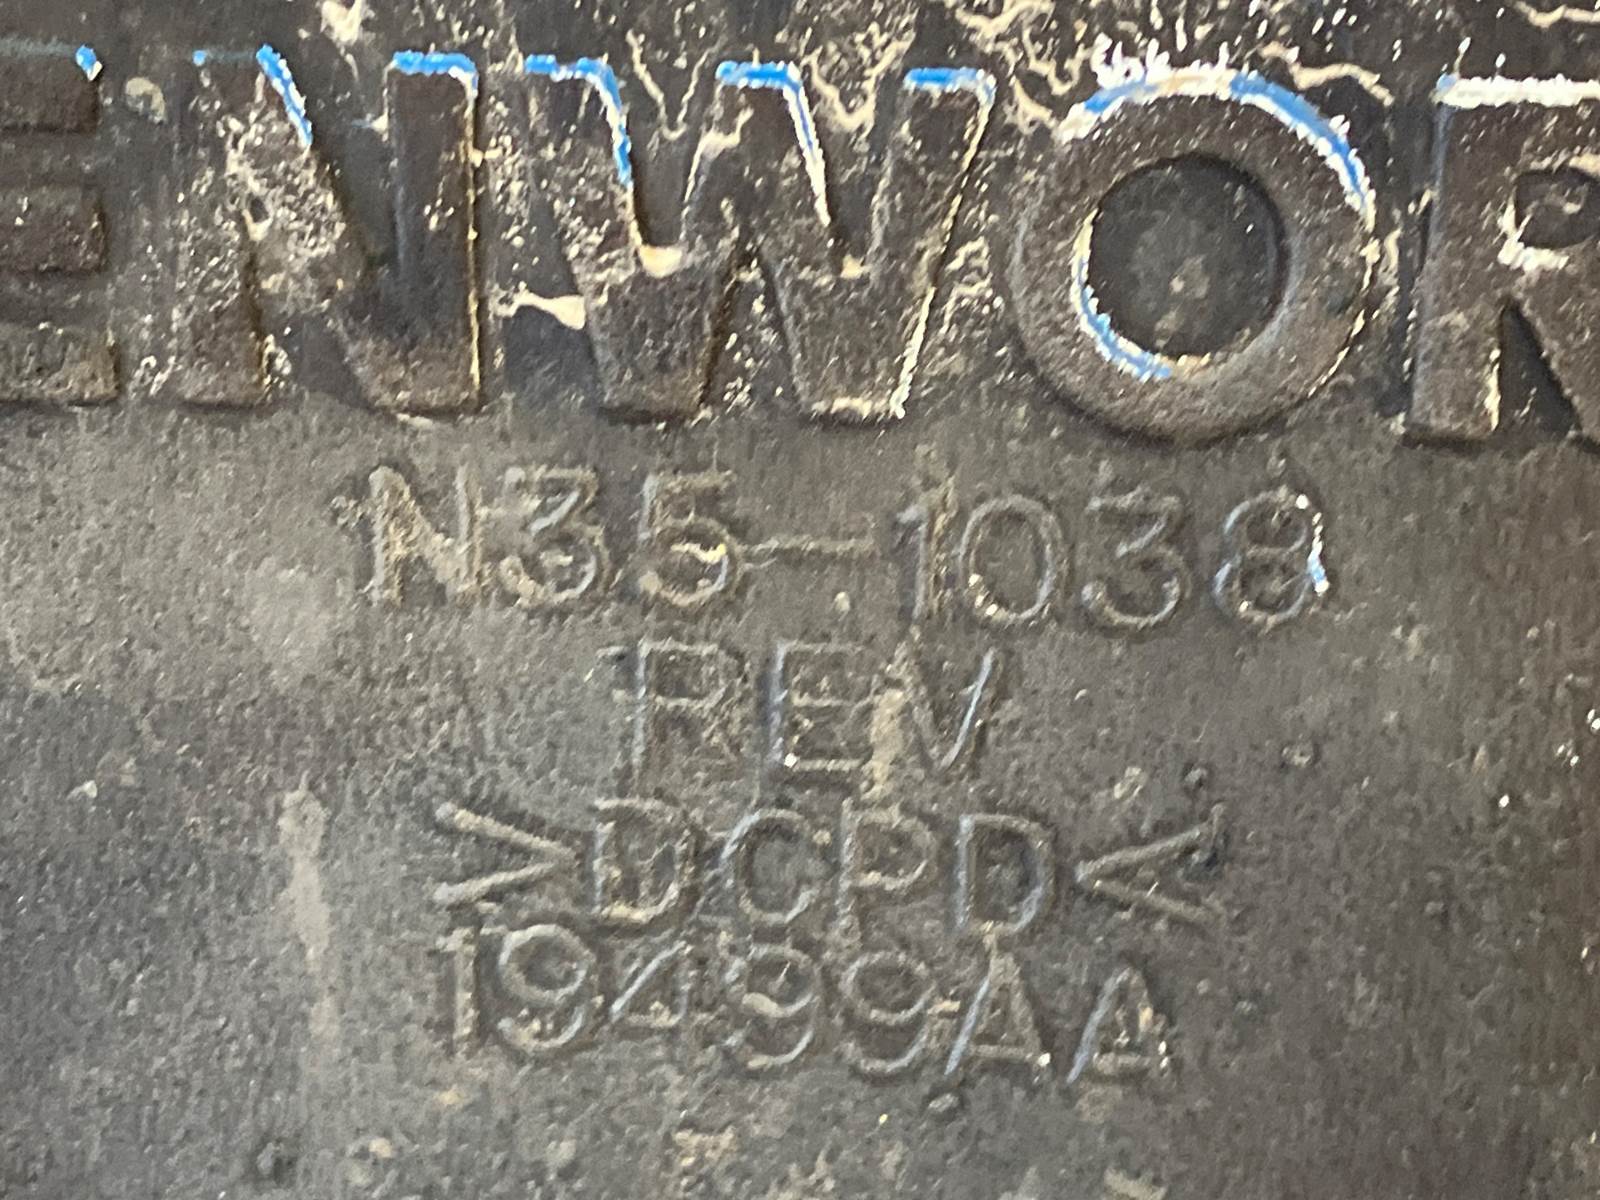 ENWOR
N35-1038
REV
>DCPD<
19499AA